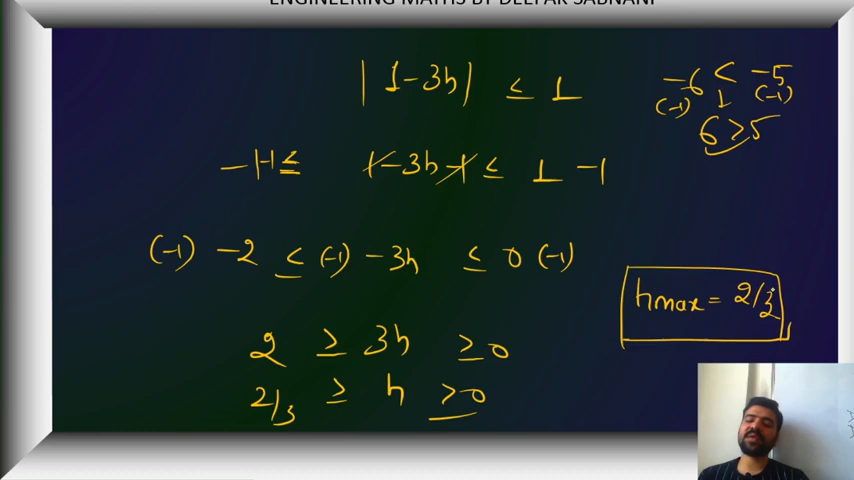 ENGINEERING MATHS BY DEEPAK SABNANI
|1-3h| ≤ 1
-1-1≤ 1-3h-1 ≤ 1 -1
(-1) -2 ≤ (-1) -3h ≤ 0 (-1)
2 ≥ 3h ≥0
2/3 ≥ h ≥0
-6 < -5
(-1) (-1)
6>5
hmax = 2/3